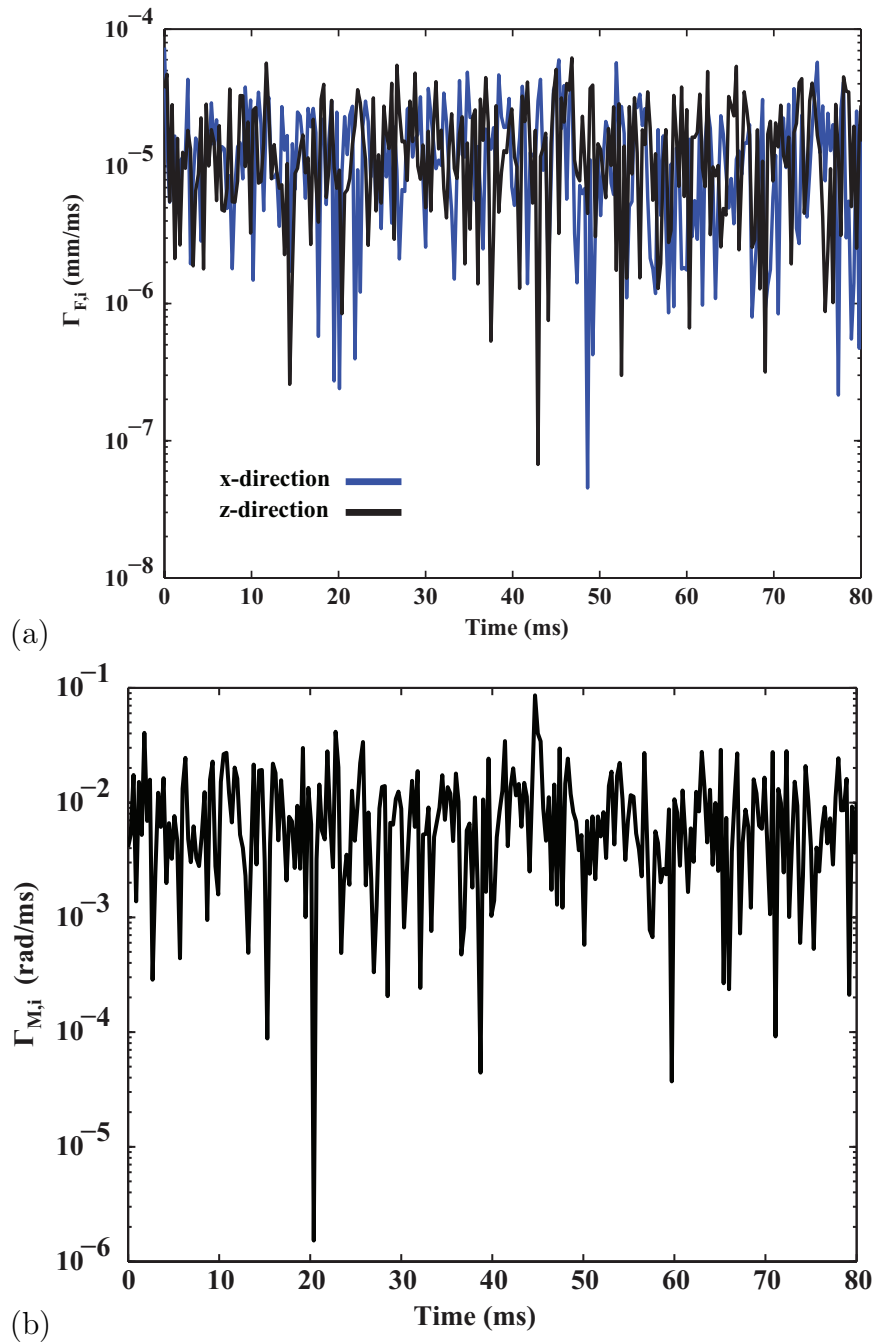 10⁻⁴
10⁻⁵
10⁻⁶
10⁻⁷
10⁻⁸
Γ_F,i (mm/ms)
x-direction
z-direction
0 10 20 30 40 50 60 70 80
Time (ms)
(a)
10⁻¹
10⁻²
10⁻³
10⁻⁴
10⁻⁵
10⁻⁶
Γ_M,i (rad/ms)
0 10 20 30 40 50 60 70 80
Time (ms)
(b)